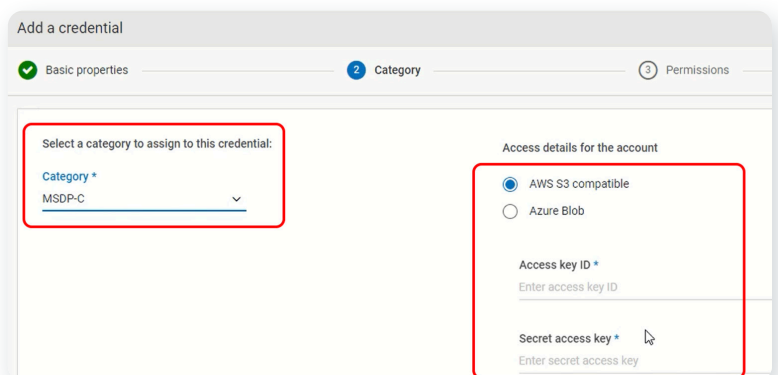 Add a credential
Basic properties
2 Category
3 Permissions
Select a category to assign to this credential:
Category *
MSDP-C
Access details for the account
AWS S3 compatible
Azure Blob
Access key ID *
Enter access key ID
Secret access key *
Enter secret access key